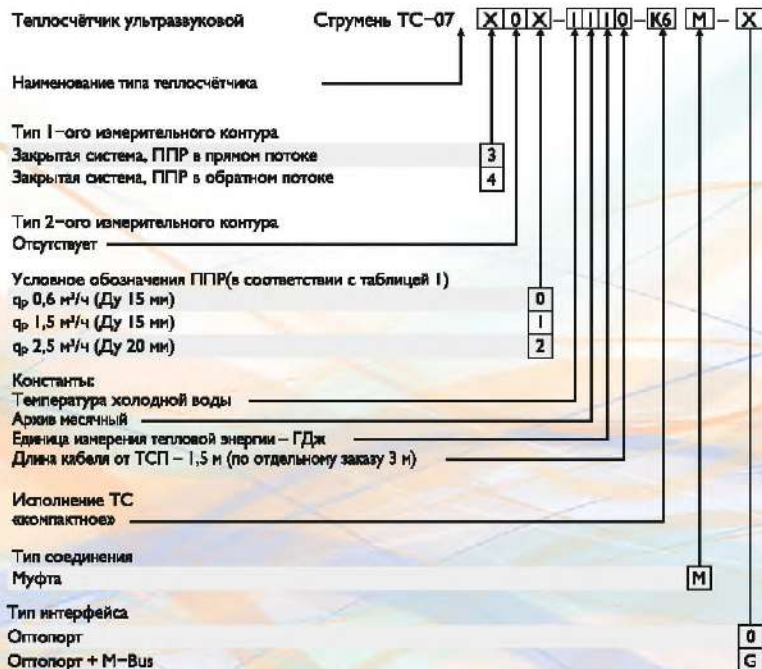 Теплосчётчик ультразвуковой Струмень ТС-07 X 0 X - 1 1 1 0 - К6 М - X
Наименование типа теплосчётчика
Тип 1-ого измерительного контура
Закрытая система, ППР в прямом потоке 3
Закрытая система, ППР в обратном потоке 4
Тип 2-ого измерительного контура
Отсутствует
Условное обозначения ППР(в соответствии с таблицей 1)
qp 0,6 м³/ч (Ду 15 мм) 0
qp 1,5 м³/ч (Ду 15 мм) 1
qp 2,5 м³/ч (Ду 20 мм) 2
Константы:
Температура холодной воды
Архив месячный
Единица измерения тепловой энергии – ГДж
Длина кабеля от ТСП – 1,5 м (по отдельному заказу 3 м)
Исполнение ТС
«компактное»
Тип соединения
Муфта М
Тип интерфейса
Оптопорт 0
Оптопорт + M-Bus G